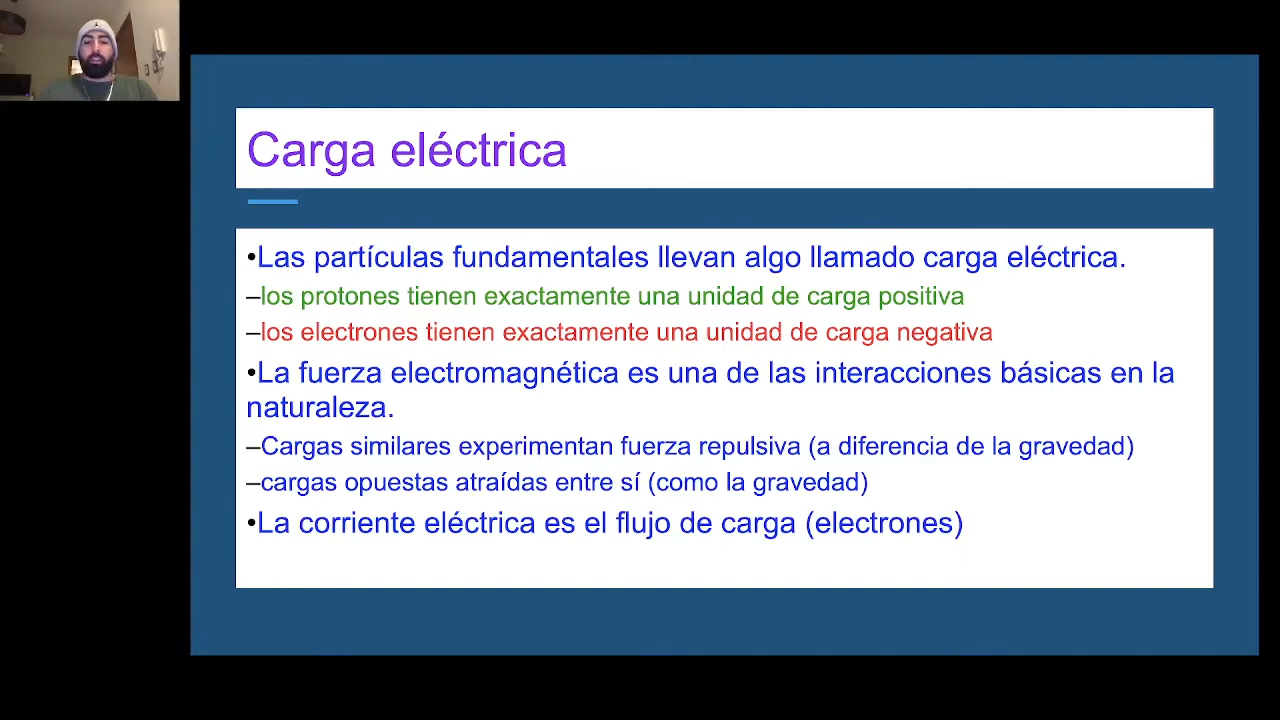 Carga eléctrica
•Las partículas fundamentales llevan algo llamado carga eléctrica.
–los protones tienen exactamente una unidad de carga positiva
–los electrones tienen exactamente una unidad de carga negativa
•La fuerza electromagnética es una de las interacciones básicas en la
naturaleza.
–Cargas similares experimentan fuerza repulsiva (a diferencia de la gravedad)
–cargas opuestas atraídas entre sí (como la gravedad)
•La corriente eléctrica es el flujo de carga (electrones)